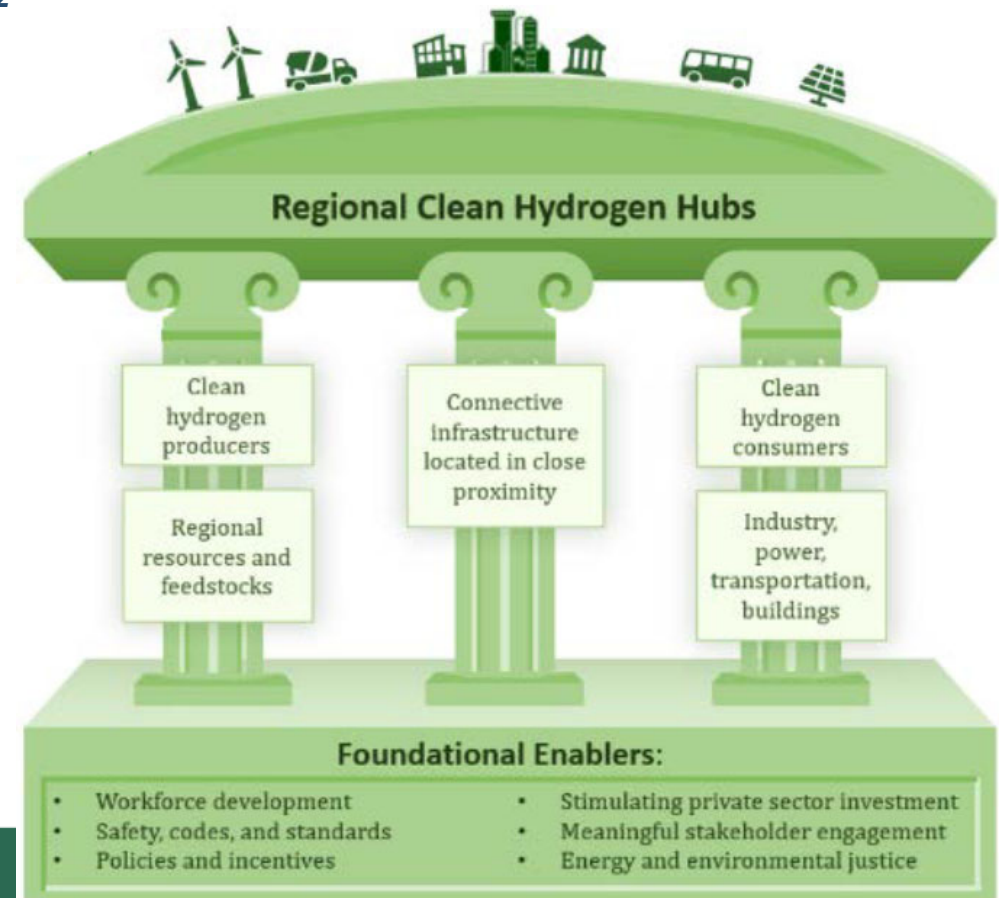 Regional Clean Hydrogen Hubs
Clean
hydrogen
producers
Regional
resources and
feedstocks
Connective
infrastructure
located in close
proximity
Clean
hydrogen
consumers
Industry,
power,
transportation,
buildings
Foundational Enablers:
• Workforce development
• Safety, codes, and standards
• Policies and incentives
• Stimulating private sector investment
• Meaningful stakeholder engagement
• Energy and environmental justice